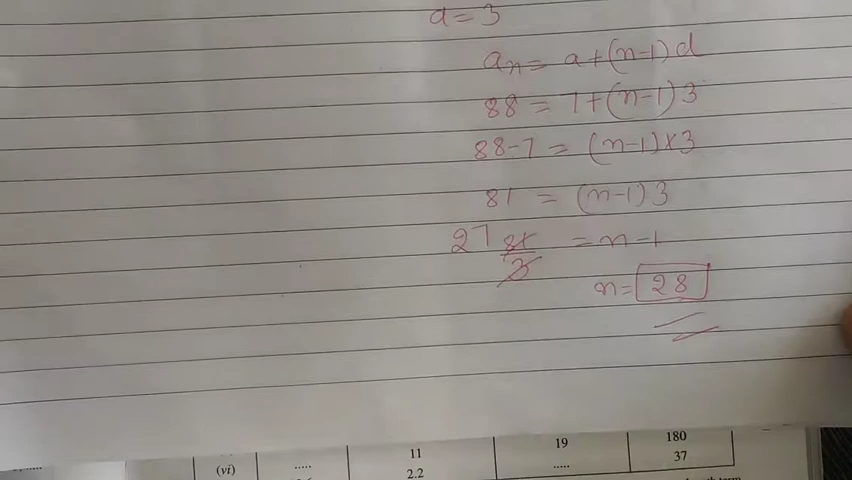 d = 3
an = a + (n-1) d
88 = 7 + (n-1) 3
88 - 7 = (n-1) × 3
81 = (n-1) 3
27 81/3 = n-1
n = 28
(vi) ..... 11 19 180
2.2 ..... 37